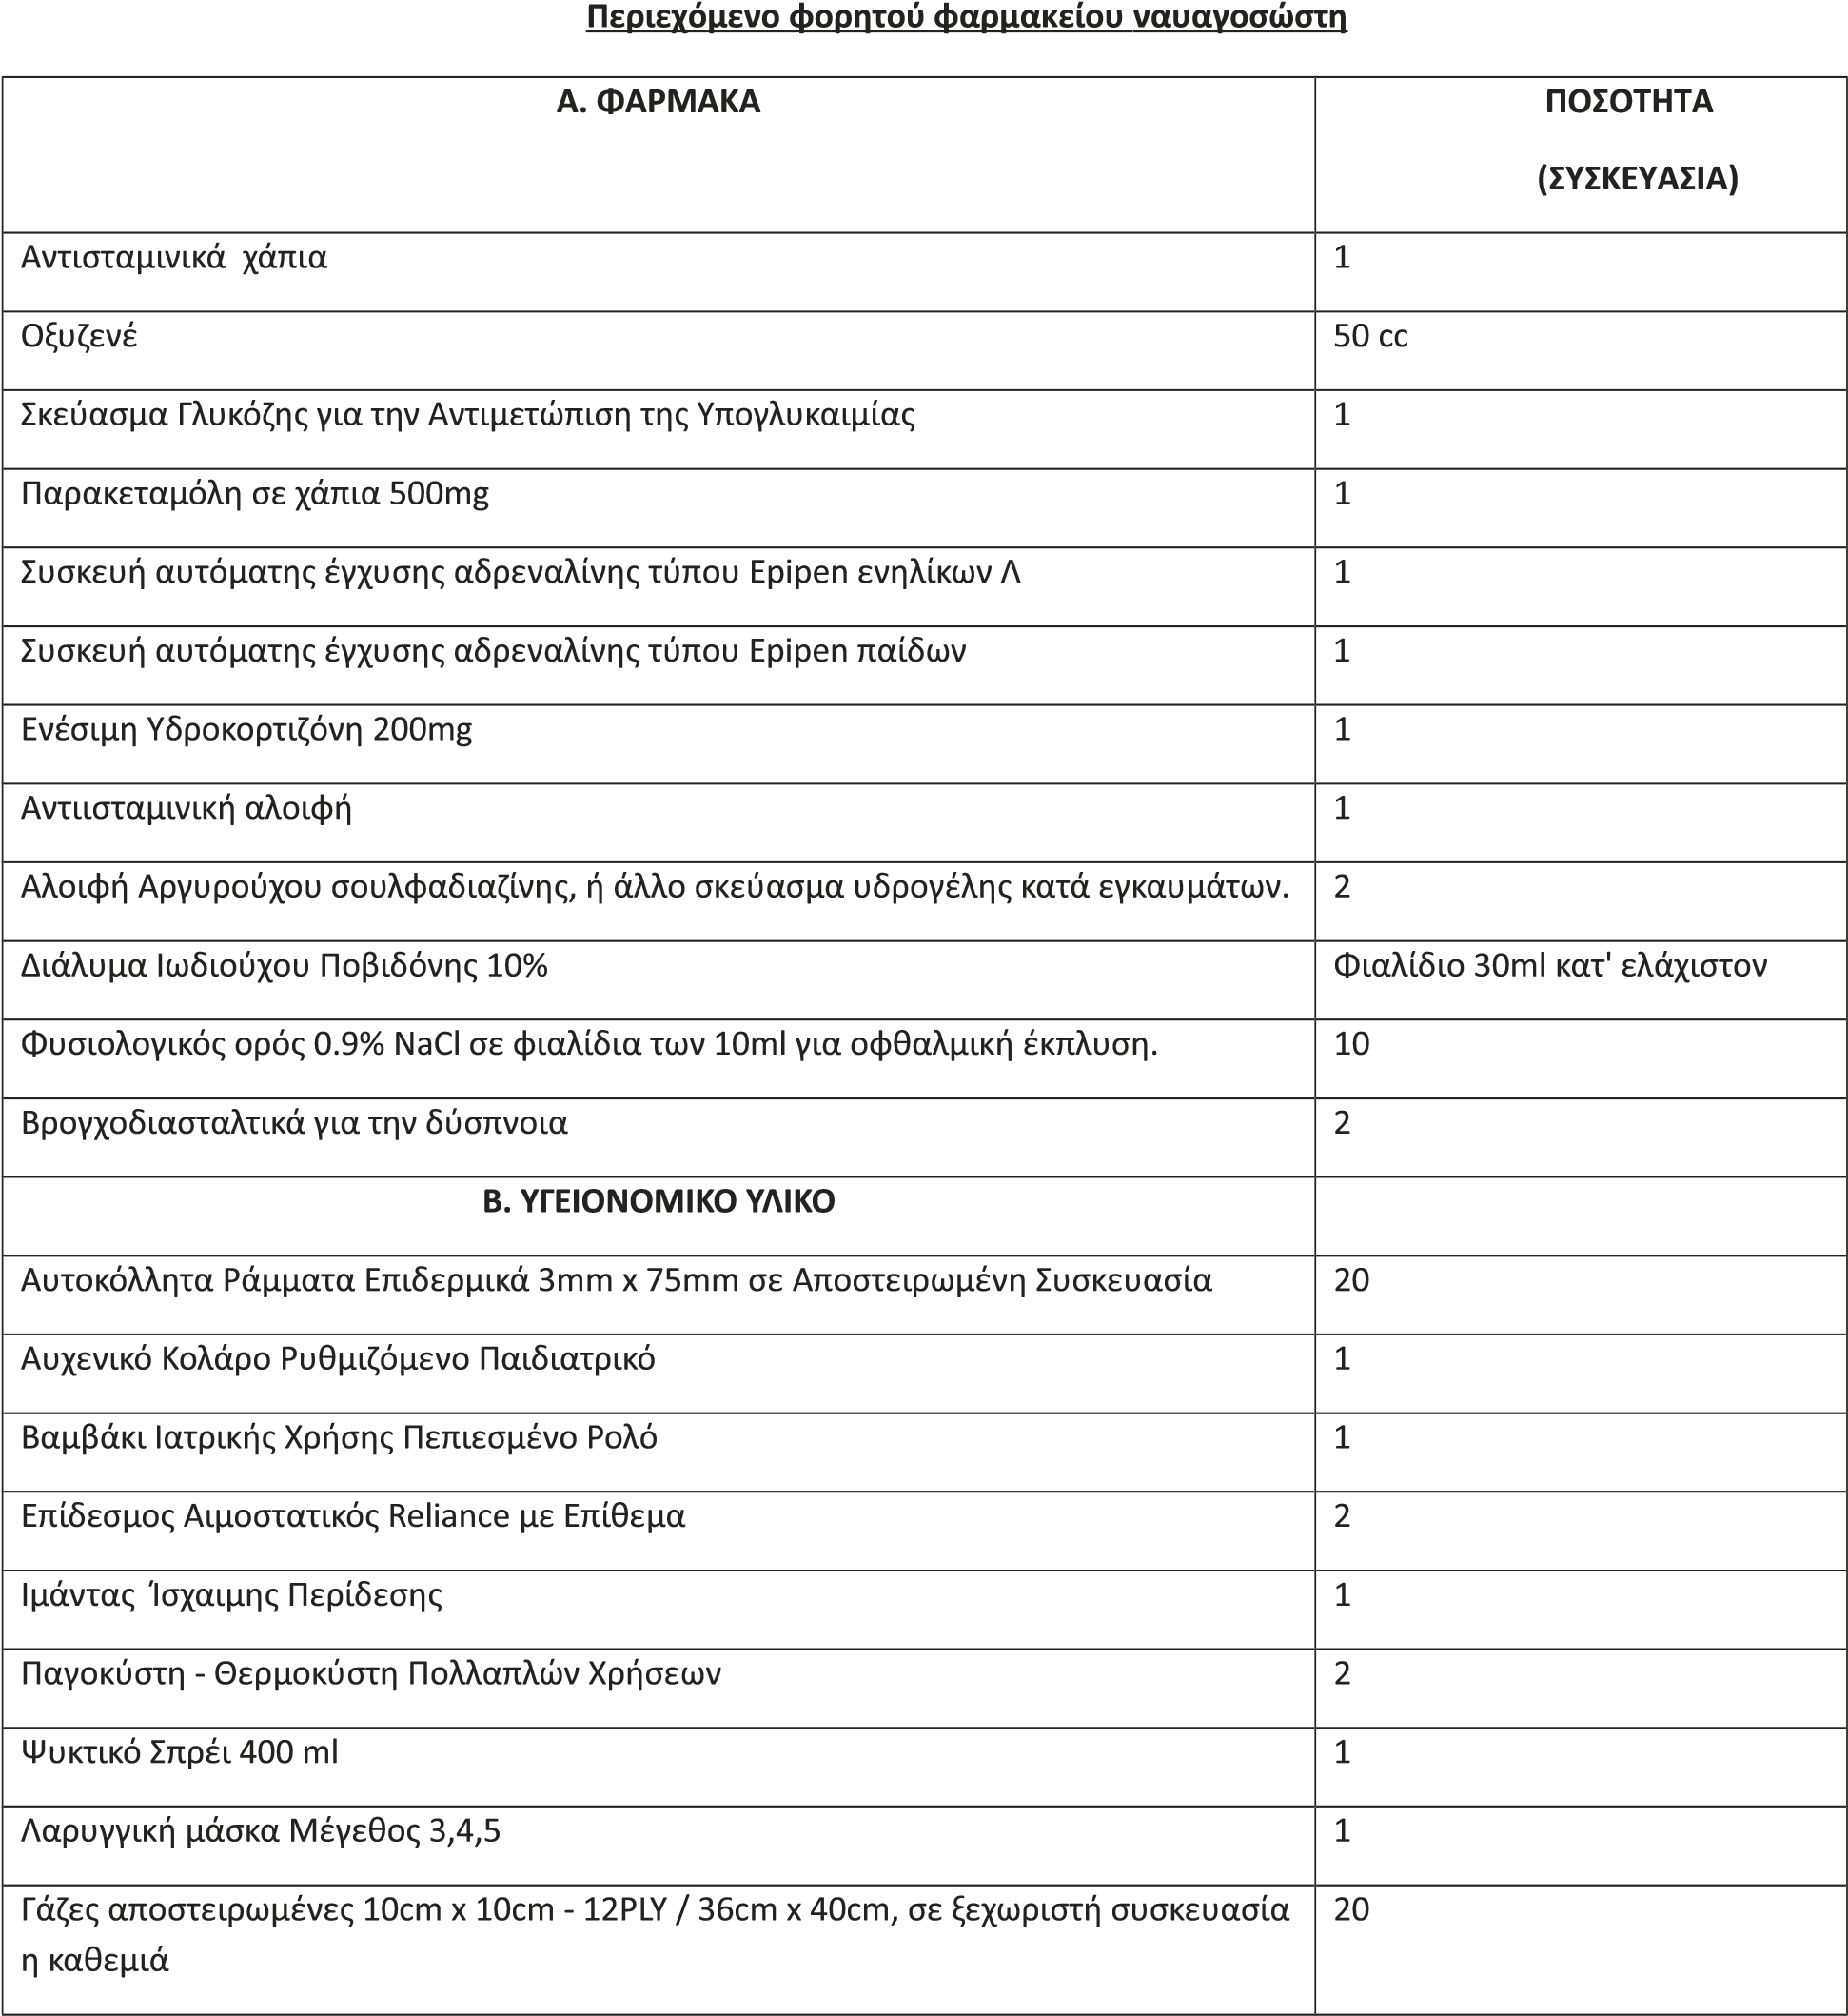 Περιεχόμενο φορητού φαρμακείου ναυαγοσώστη
Α. ΦΑΡΜΑΚΑ
ΠΟΣΟΤΗΤΑ
(ΣΥΣΚΕΥΑΣΙΑ)
Αντισταμινικά χάπια 1
Οξυζενέ 50 cc
Σκεύασμα Γλυκόζης για την Αντιμετώπιση της Υπογλυκαιμίας 1
Παρακεταμόλη σε χάπια 500mg 1
Συσκευή αυτόματης έγχυσης αδρεναλίνης τύπου Epipen ενηλίκων Λ 1
Συσκευή αυτόματης έγχυσης αδρεναλίνης τύπου Epipen παίδων 1
Ενέσιμη Υδροκορτιζόνη 200mg 1
Αντιισταμινική αλοιφή 1
Αλοιφή Αργυρούχου σουλφαδιαζίνης, ή άλλο σκεύασμα υδρογέλης κατά εγκαυμάτων. 2
Διάλυμα Ιωδιούχου Ποβιδόνης 10% Φιαλίδιο 30ml κατ' ελάχιστον
Φυσιολογικός ορός 0.9% NaCl σε φιαλίδια των 10ml για οφθαλμική έκπλυση. 10
Βρογχοδιασταλτικά για την δύσπνοια 2
Β. ΥΓΕΙΟΝΟΜΙΚΟ ΥΛΙΚΟ
Αυτοκόλλητα Ράμματα Επιδερμικά 3mm x 75mm σε Αποστειρωμένη Συσκευασία 20
Αυχενικό Κολάρο Ρυθμιζόμενο Παιδιατρικό 1
Βαμβάκι Ιατρικής Χρήσης Πεπιεσμένο Ρολό 1
Επίδεσμος Αιμοστατικός Reliance με Επίθεμα 2
Ιμάντας Ίσχαιμης Περίδεσης 1
Παγοκύστη - Θερμοκύστη Πολλαπλών Χρήσεων 2
Ψυκτικό Σπρέι 400 ml 1
Λαρυγγική μάσκα Μέγεθος 3,4,5 1
Γάζες αποστειρωμένες 10cm x 10cm - 12PLY / 36cm x 40cm, σε ξεχωριστή συσκευασία 20
η καθεμιά